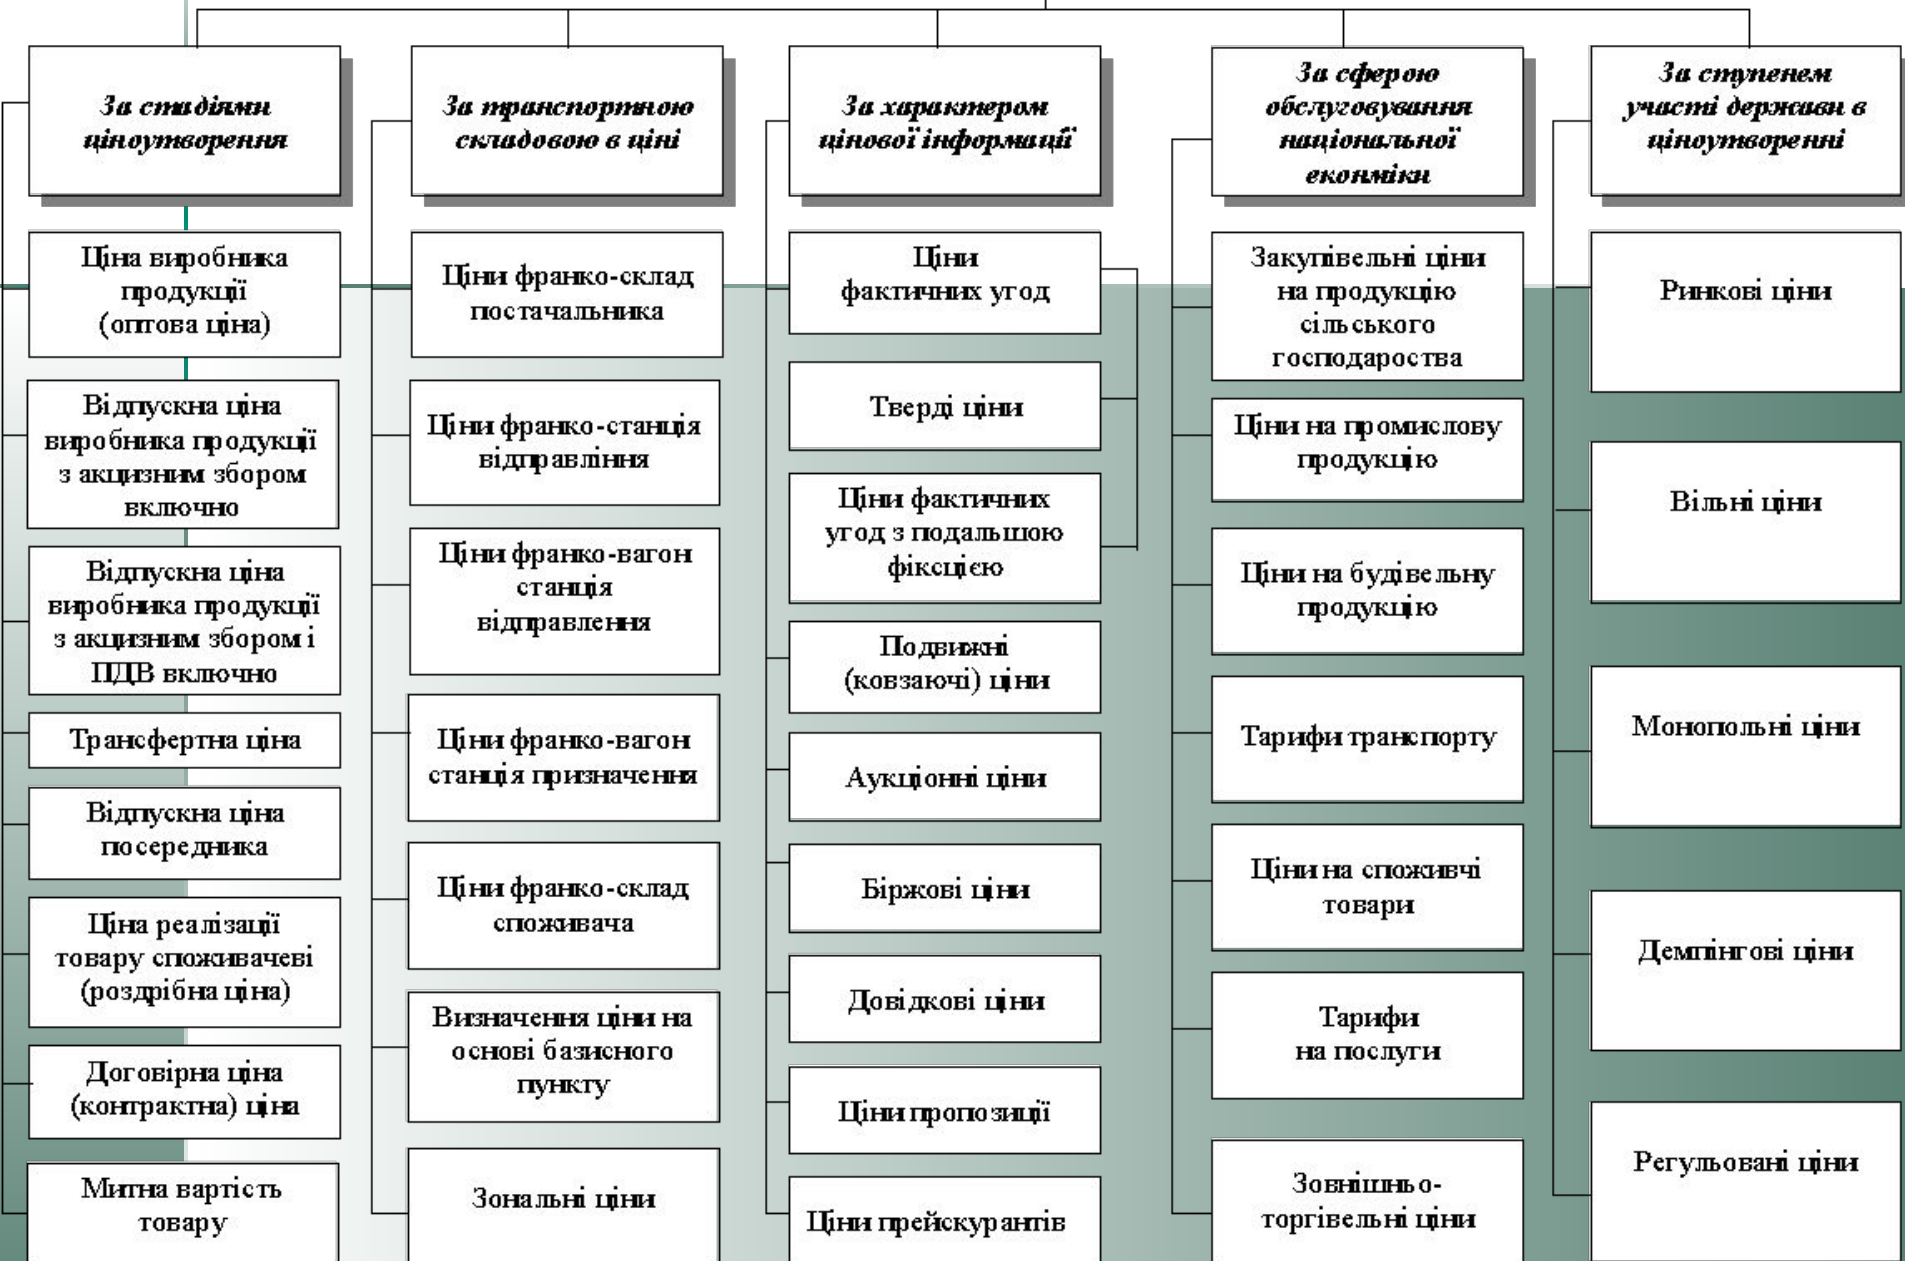 За стадіями
ціноутворення
Ціна виробника
продукції
(оптова ціна)
Відпускна ціна
виробника продукції
з акцизним збором
включно
Відпускна ціна
виробника продукції
з акцизним збором і
ПДВ включно
Трансфертна ціна
Відпускна ціна
посередника
Ціна реалізації
товару споживачеві
(роздрібна ціна)
Договірна ціна
(контрактна) ціна
Митна вартість
товару
За транспортною
складовою в ціні
Ціни франко-склад
постачальника
Ціни франко-станція
відправління
Ціни франко-вагон
станція
відправлення
Ціни франко-вагон
станція призначення
Ціни франко-склад
споживача
Визначення ціни на
основі базисного
пункту
Зональні ціни
За характером
цінової інформації
Ціни
фактичних угод
Тверді ціни
Ціни фактичних
угод з подальшою
фіксцією
Подвижні
(ковзаючі) ціни
Аукціонні ціни
Біржові ціни
Довідкові ціни
Ціни пропозиції
Ціни прейскурантів
За сферою
обслуговування
національної
еконміки
Закупівельні ціни
на продукцію
сільського
господароства
Ціни на промислову
продукцію
Ціни на будівельну
продукцію
Тарифи транспорту
Ціни на споживчі
товари
Тарифи
на послуги
Зовнішньо-
торгівельні ціни
За ступенем
участі держави в
ціноутворенні
Ринкові ціни
Вільні ціни
Монопольні ціни
Демпінгові ціни
Регульовані ціни